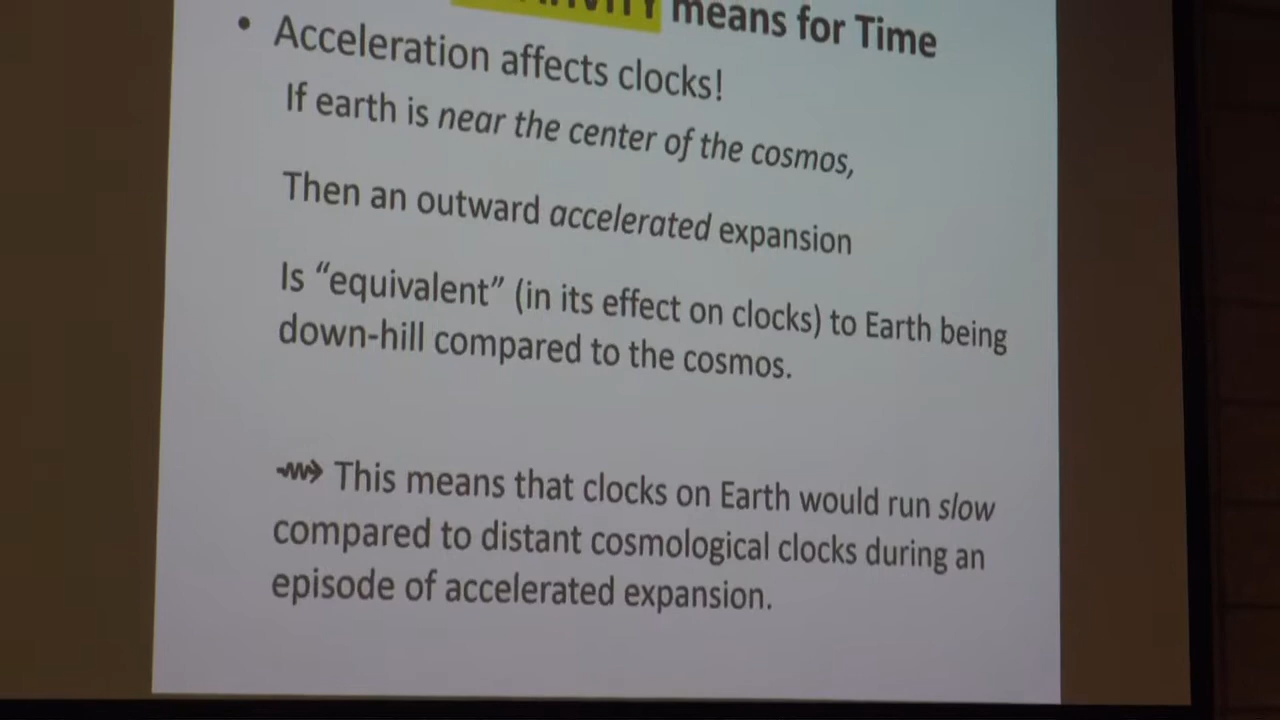 means for Time
• Acceleration affects clocks!
If earth is near the center of the cosmos,
Then an outward accelerated expansion
Is “equivalent” (in its effect on clocks) to Earth being
down-hill compared to the cosmos.
This means that clocks on Earth would run slow
compared to distant cosmological clocks during an
episode of accelerated expansion.